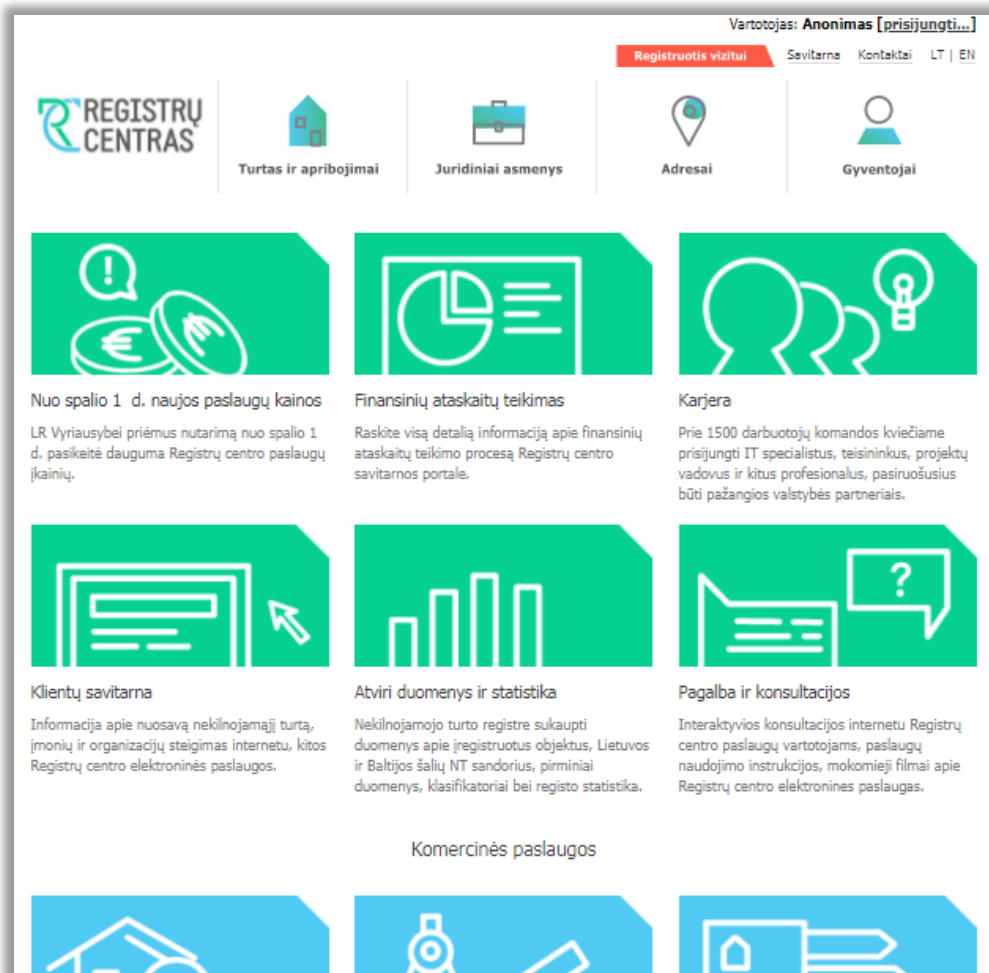 Vartotojas: Anonimas [prisijungti...]
Registruotis vizitui Savitarna Kontaktai LT | EN
REGISTRŲ
CENTRAS
Turtas ir apribojimai
Juridiniai asmenys
Adresai
Gyventojai
Nuo spalio 1 d. naujos paslaugų kainos
LR Vyriausybei priėmus nutarimą nuo spalio 1
d. pasikeitė dauguma Registrų centro paslaugų
įkainių.
Finansinių ataskaitų teikimas
Raskite visą detalią informaciją apie finansinių
ataskaitų teikimo procesą Registrų centro
savitarnos portale.
Karjera
Prie 1500 darbuotojų komandos kviečiame
prisijungti IT specialistus, teisininkus, projektų
vadovus ir kitus profesionalus, pasiruošusius
būti pažangios valstybės partneriais.
Klientų savitarna
Informacija apie nuosavą nekilnojamąjį turtą,
įmonių ir organizacijų steigimas internetu, kitos
Registrų centro elektroninės paslaugos.
Atviri duomenys ir statistika
Nekilnojamojo turto registre sukaupti
duomenys apie įregistruotus objektus, Lietuvos
ir Baltijos šalių NT sandorius, pirminiai
duomenys, klasifikatoriai bei registo statistika.
?
Pagalba ir konsultacijos
Interaktyvios konsultacijos internetu Registrų
centro paslaugų vartotojams, paslaugų
naudojimo instrukcijos, mokomieji filmai apie
Registrų centro elektronines paslaugas.
Komercinės paslaugos